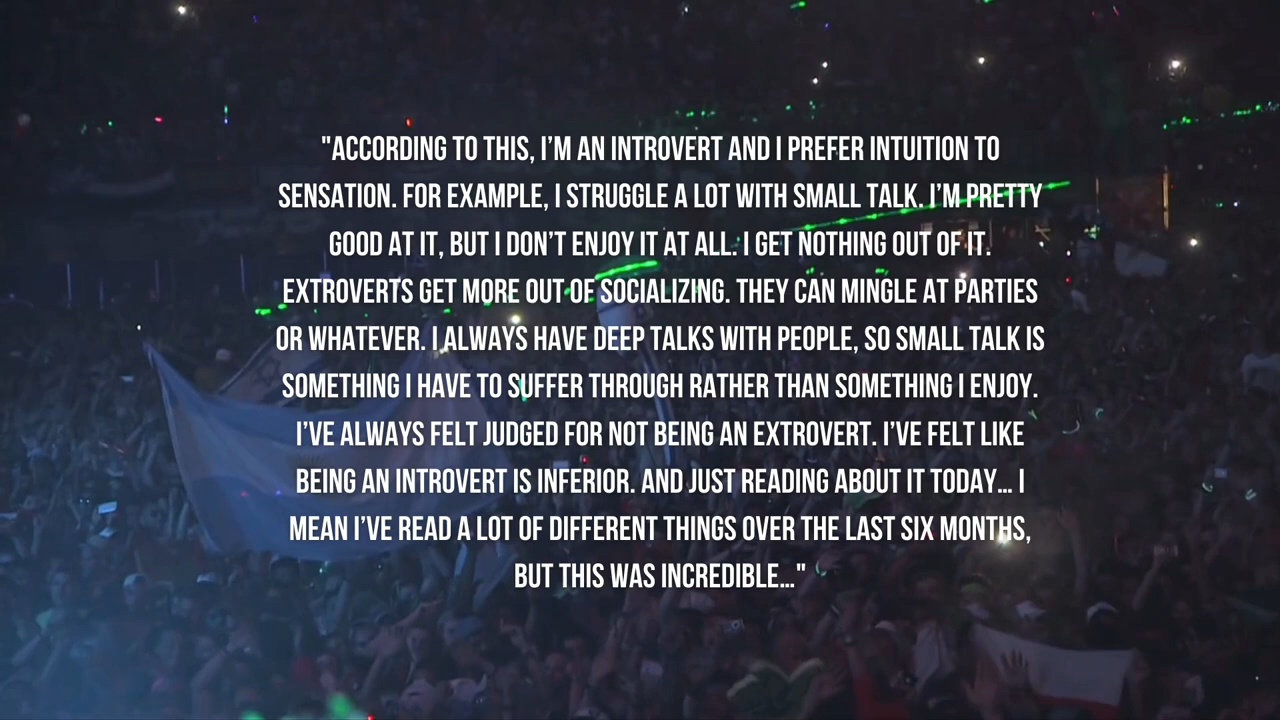 "ACCORDING TO THIS, I'M AN INTROVERT AND I PREFER INTUITION TO
SENSATION. FOR EXAMPLE, I STRUGGLE A LOT WITH SMALL TALK. I'M PRETTY
GOOD AT IT, BUT I DON'T ENJOY IT AT ALL. I GET NOTHING OUT OF IT.
EXTROVERTS GET MORE OUT OF SOCIALIZING. THEY CAN MINGLE AT PARTIES
OR WHATEVER. I ALWAYS HAVE DEEP TALKS WITH PEOPLE, SO SMALL TALK IS
SOMETHING I HAVE TO SUFFER THROUGH RATHER THAN SOMETHING I ENJOY.
I'VE ALWAYS FELT JUDGED FOR NOT BEING AN EXTROVERT. I'VE FELT LIKE
BEING AN INTROVERT IS INFERIOR. AND JUST READING ABOUT IT TODAY... I
MEAN I'VE READ A LOT OF DIFFERENT THINGS OVER THE LAST SIX MONTHS,
BUT THIS WAS INCREDIBLE..."